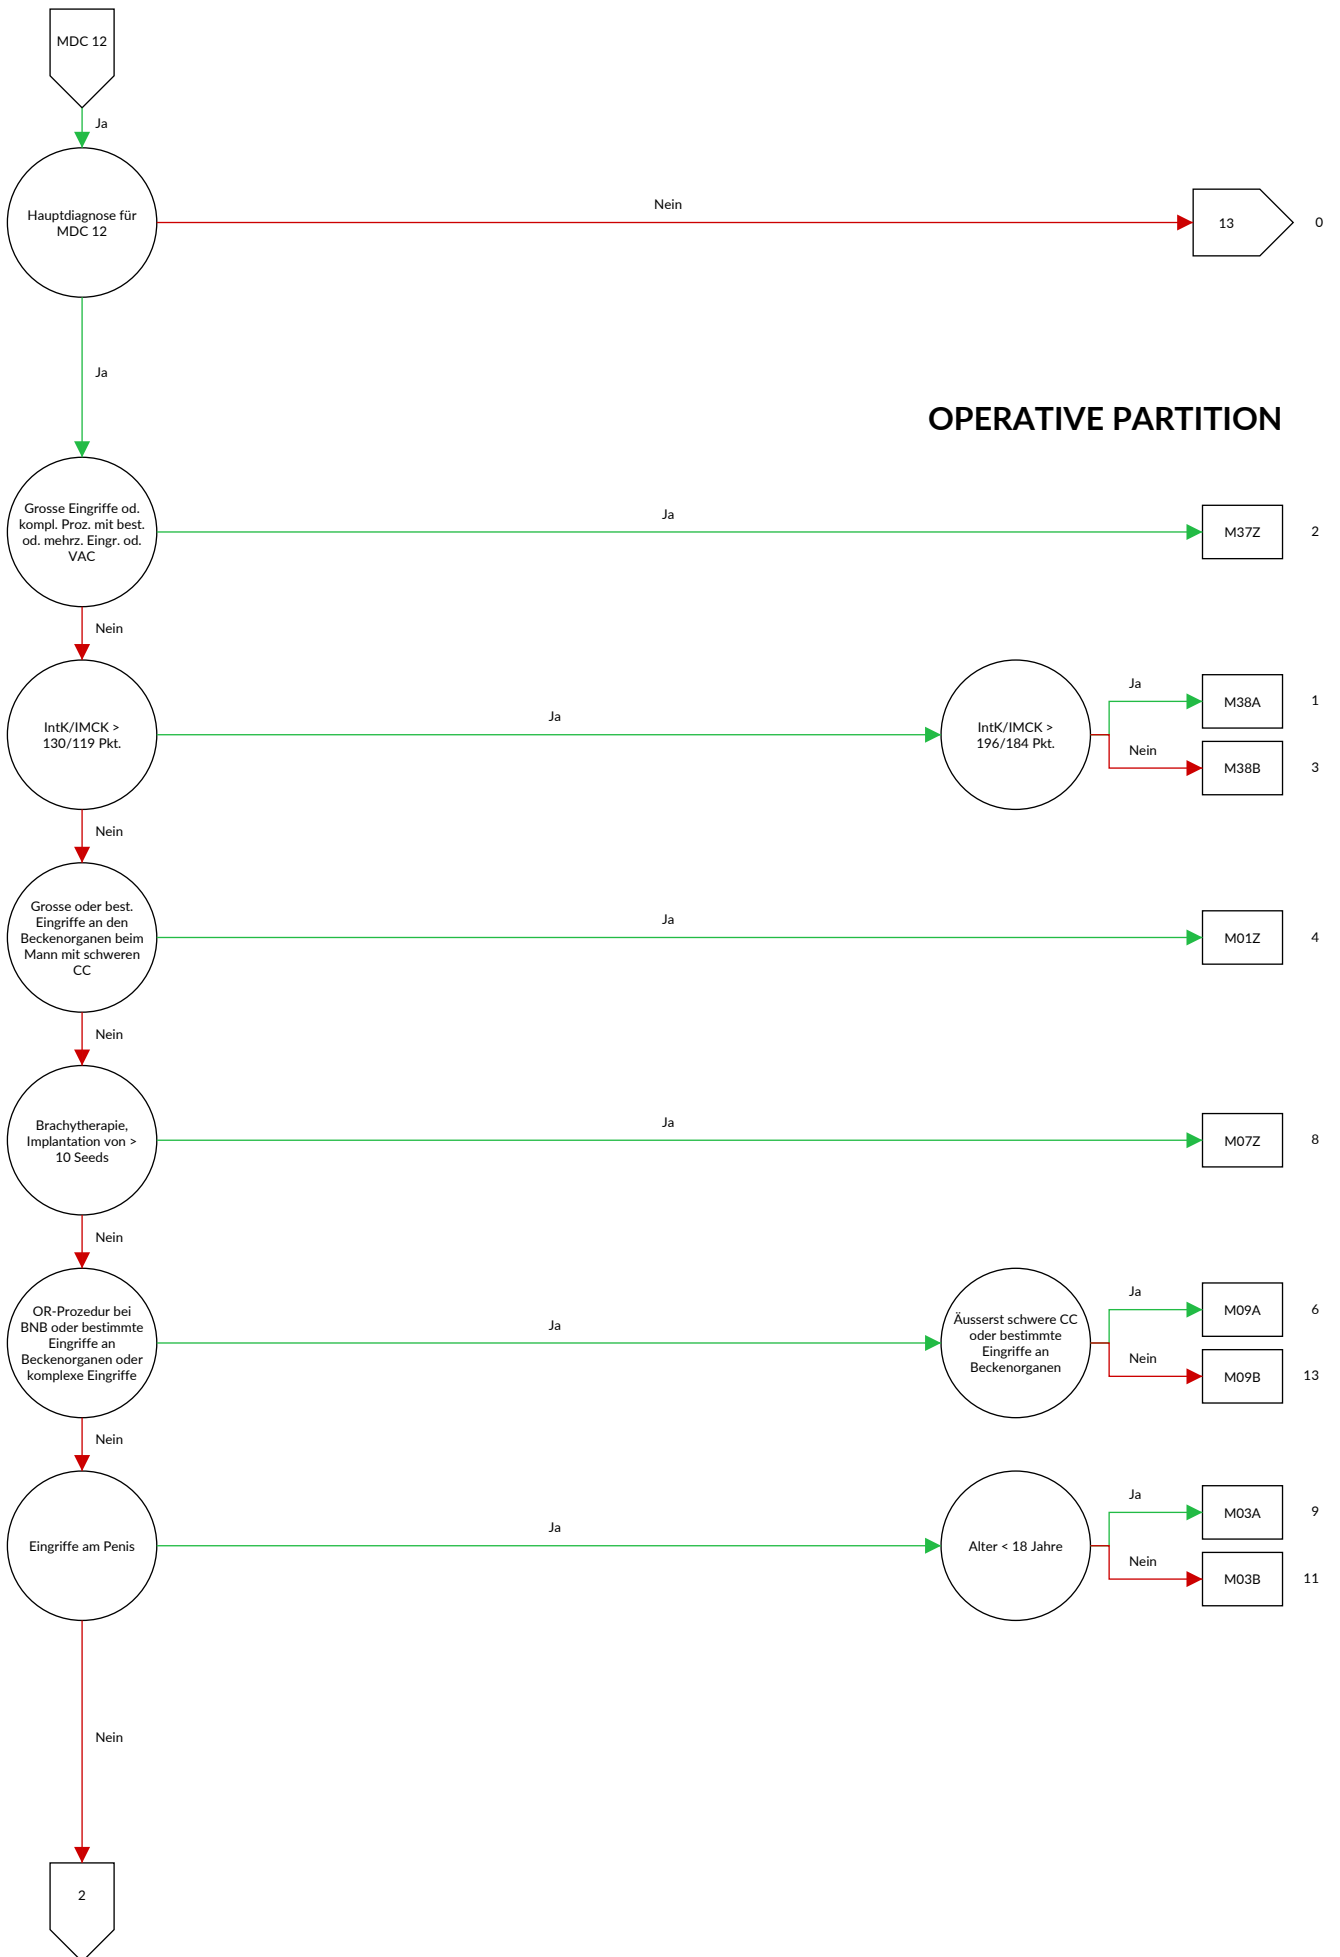 MDC 12
Ja
Hauptdiagnose für
MDC 12
Nein
13
0
Ja
OPERATIVE PARTITION
Grosse Eingriffe od.
kompl. Proz. mit best.
od. mehrz. Eingr. od.
VAC
Ja
M37Z
2
Nein
IntK/IMCK >
130/119 Pkt.
Ja
IntK/IMCK >
196/184 Pkt.
Ja
M38A
1
Nein
M38B
3
Nein
Grosse oder best.
Eingriffe an den
Beckenorganen beim
Mann mit schweren
CC
Ja
M01Z
4
Nein
Brachytherapie,
Implantation von >
10 Seeds
Ja
M07Z
8
Nein
OR-Prozedur bei
BNB oder bestimmte
Eingriffe an
Beckenorganen oder
komplexe Eingriffe
Ja
Äusserst schwere CC
oder bestimmte
Eingriffe an
Beckenorganen
Ja
M09A
6
Nein
M09B
13
Nein
Eingriffe am Penis
Ja
Alter < 18 Jahre
Ja
M03A
9
Nein
M03B
11
Nein
2